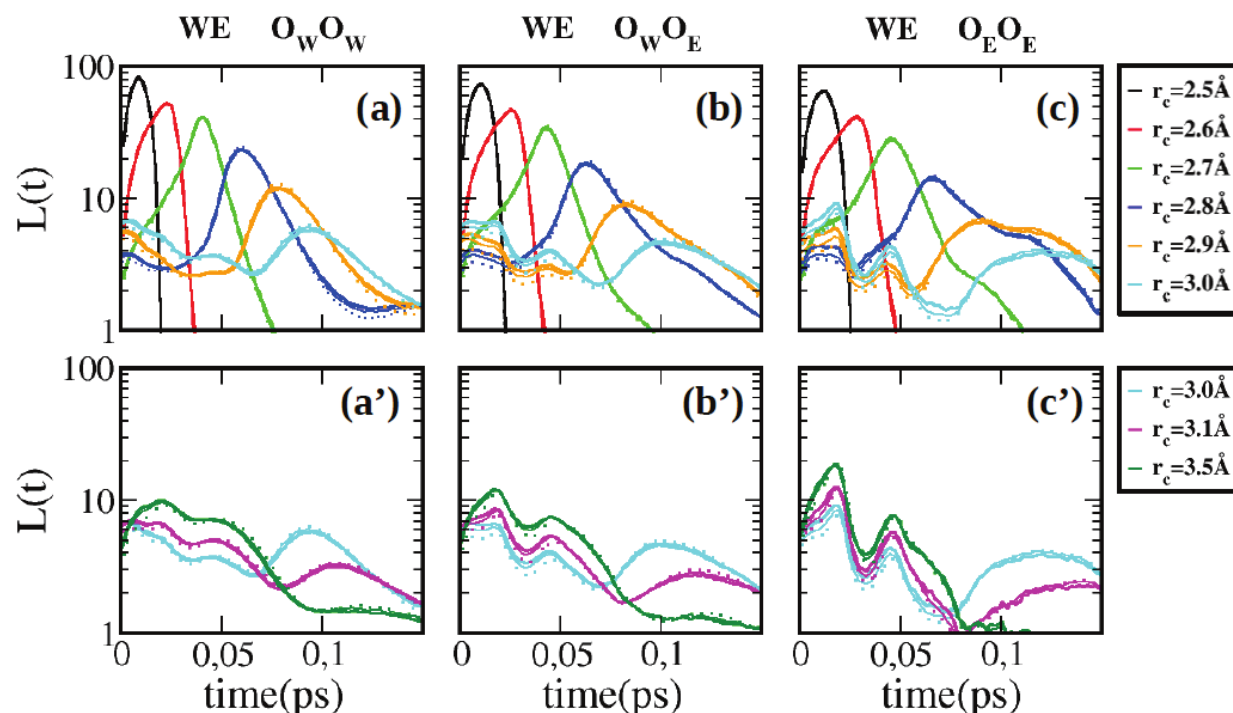 WE O_WO_W WE O_WO_E WE O_EO_E
L(t)
100
10
1
(a)
(b)
(c)
r_c=2.5Å
r_c=2.6Å
r_c=2.7Å
r_c=2.8Å
r_c=2.9Å
r_c=3.0Å
L(t)
100
10
1
(a')
(b')
(c')
r_c=3.0Å
r_c=3.1Å
r_c=3.5Å
0 0,05 0,1 0 0,05 0,1 0 0,05 0,1
time(ps) time(ps) time(ps)